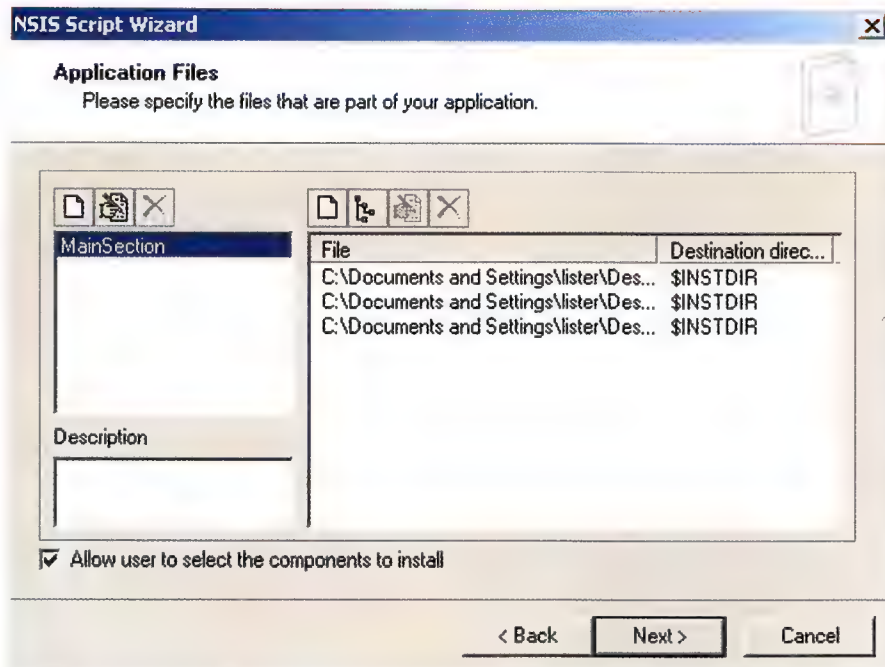 NSIS Script Wizard
Application Files
Please specify the files that are part of your application.
MainSection
File Destination direc...
C:\Documents and Settings\lister\Des... $INSTDIR
C:\Documents and Settings\lister\Des... $INSTDIR
C:\Documents and Settings\lister\Des... $INSTDIR
Description
Allow user to select the components to install
< Back Next > Cancel